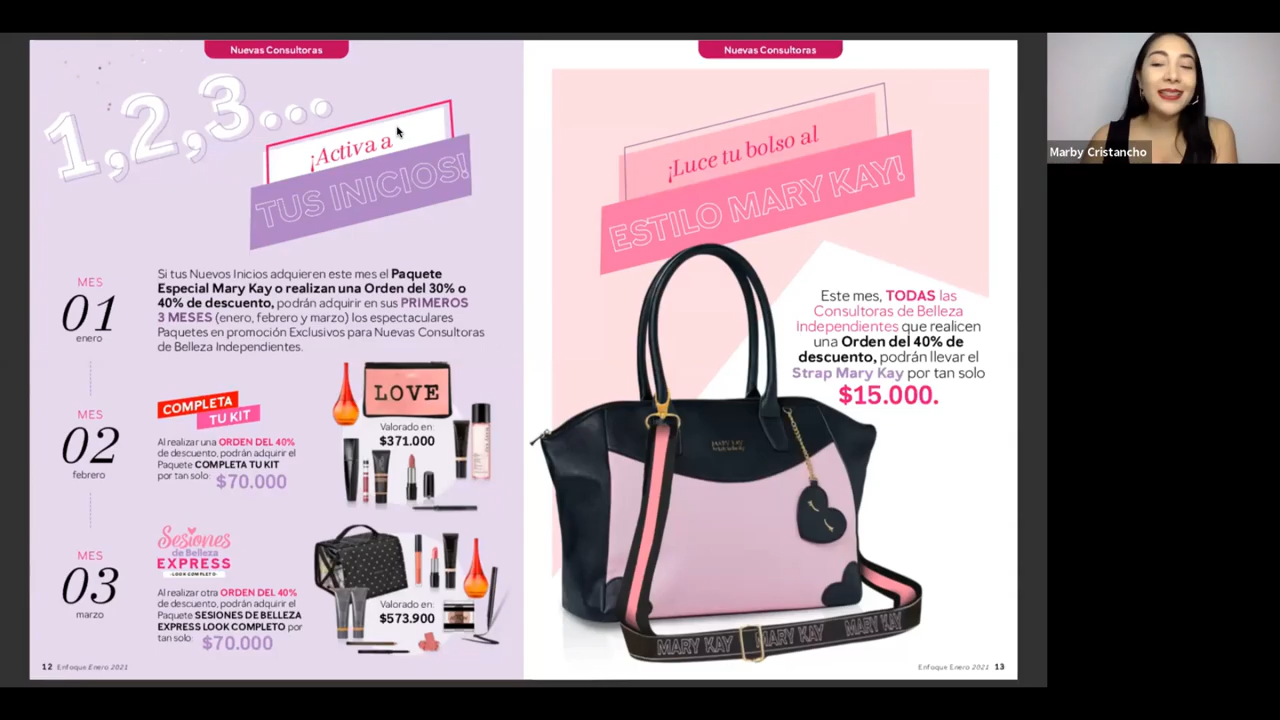 Nuevas Consultoras
1,2,3...
¡Activa a
TUS INICIOS!
MES
01
enero
Si tus Nuevos Inicios adquieren este mes el Paquete
Especial Mary Kay o realizan una Orden del 30% o
40% de descuento, podrán adquirir en sus PRIMEROS
3 MESES (enero, febrero y marzo) los espectaculares
Paquetes en promoción Exclusivos para Nuevas Consultoras
de Belleza Independientes.
MES
02
febrero
COMPLETA
TU KIT
Al realizar una ORDEN DEL 40%
de descuento, podrán adquirir el
Paquete COMPLETA TU KIT
por tan solo: $70.000
LOVE
Valorado en:
$371.000
MES
03
marzo
Sesiones
de Belleza
EXPRESS
-LOOK COMPLETO-
Al realizar otra ORDEN DEL 40%
de descuento, podrán adquirir el
Paquete SESIONES DE BELLEZA
EXPRESS LOOK COMPLETO por
tan solo: $70.000
Valorado en:
$573.900
12 Enfoque Enero 2021
Nuevas Consultoras
¡Luce tu bolso al
ESTILO MARY KAY!
Este mes, TODAS las
Consultoras de Belleza
Independientes que realicen
una Orden del 40% de
descuento, podrán llevar el
Strap Mary Kay por tan solo
$15.000.
MARY KAY MARY KAY MARY KAY
Enfoque Enero 2021 13
Marby Cristancho